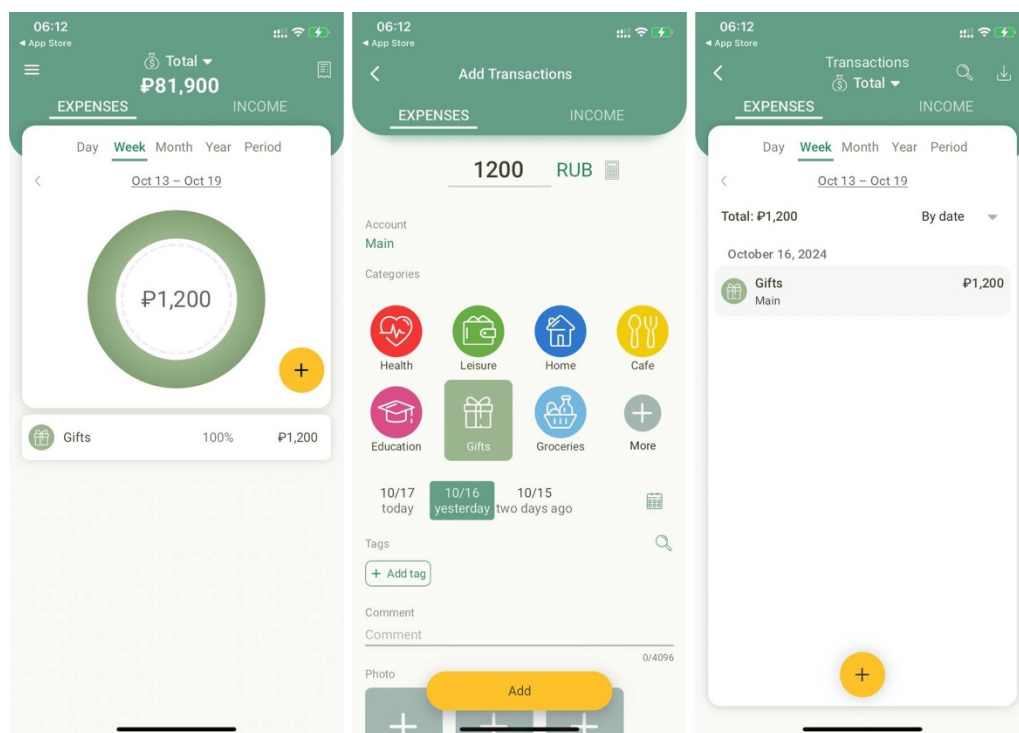 06:12
◀ App Store
Total
₽81,900
EXPENSES INCOME
Day Week Month Year Period
Oct 13 – Oct 19
₽1,200
+
Gifts 100% ₽1,200
06:12
◀ App Store
Add Transactions
EXPENSES INCOME
1200 RUB
Account
Main
Categories
Health Leisure Home Cafe
Education Gifts Groceries More
10/17 10/16 10/15
today yesterday two days ago
Tags
+ Add tag
Comment
Comment
0/4096
Photo
Add
06:12
◀ App Store
Transactions
Total
EXPENSES INCOME
Day Week Month Year Period
Oct 13 – Oct 19
Total: ₽1,200 By date
October 16, 2024
Gifts ₽1,200
Main
+